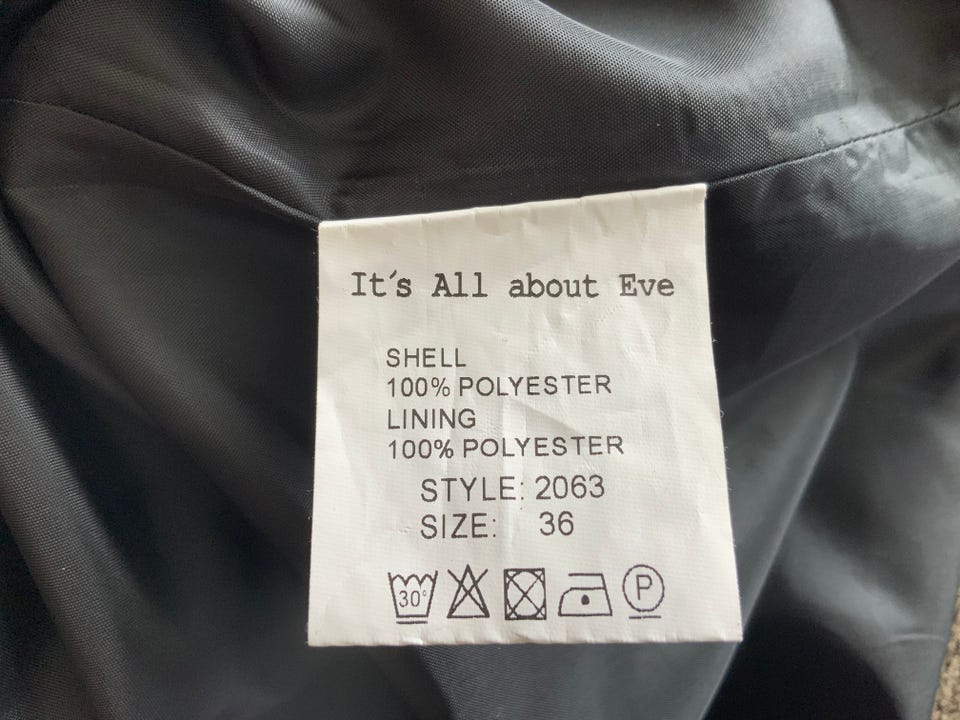 It´s All about Eve
SHELL
100% POLYESTER
LINING
100% POLYESTER
STYLE: 2063
SIZE: 36
30° P